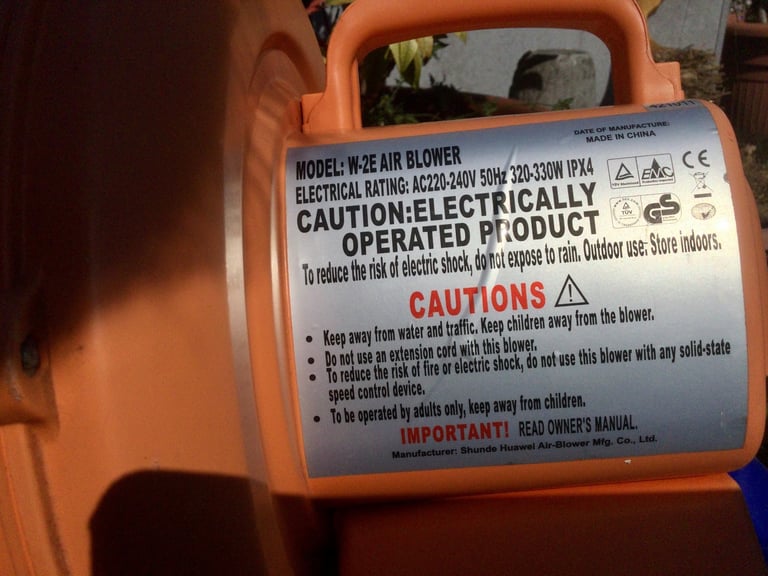 DATE OF MANUFACTURE:
MADE IN CHINA
MODEL: W-2E AIR BLOWER
ELECTRICAL RATING: AC220-240V 50Hz 320-330W IPX4
CAUTION:ELECTRICALLY
OPERATED PRODUCT
To reduce the risk of electric shock, do not expose to rain. Outdoor use. Store indoors.
CAUTIONS
• Keep away from water and traffic. Keep children away from the blower.
• Do not use an extension cord with this blower.
• To reduce the risk of fire or electric shock, do not use this blower with any solid-state
speed control device.
• To be operated by adults only, keep away from children.
IMPORTANT! READ OWNER'S MANUAL.
Manufacturer: Shunde Huawei Air-Blower Mfg. Co., Ltd.
EMC
CE
TÜV
GS